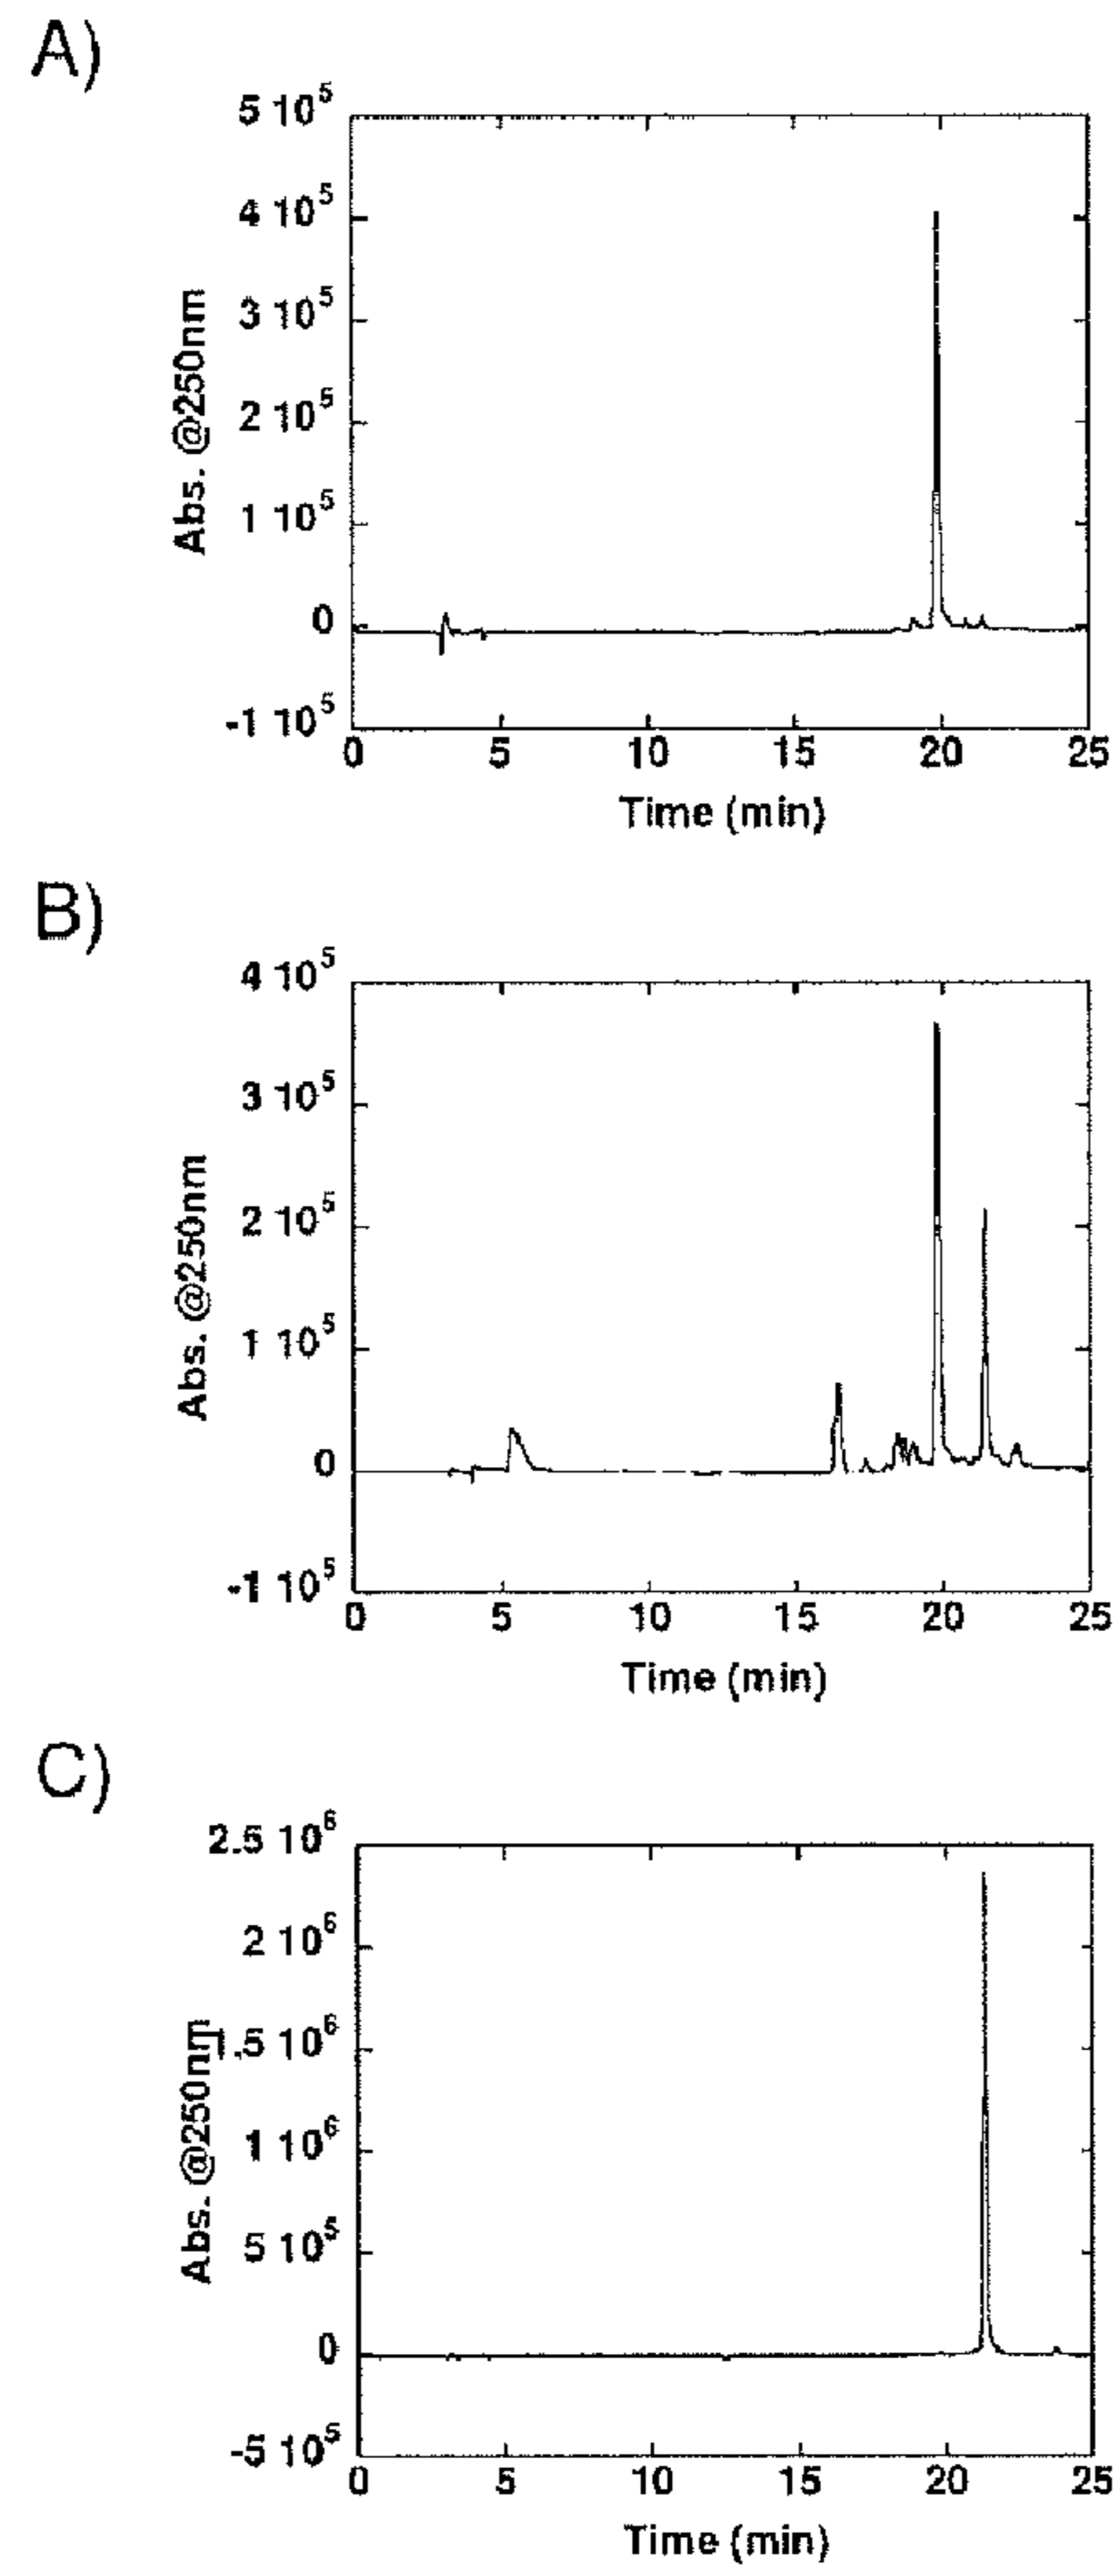 A)
5 10⁵
4 10⁵
3 10⁵
2 10⁵
1 10⁵
0
-1 10⁵
Abs. @250nm
0 5 10 15 20 25
Time (min)
B)
4 10⁵
3 10⁵
2 10⁵
1 10⁵
0
-1 10⁵
Abs. @250nm
0 5 10 15 20 25
Time (min)
C)
2.5 10⁶
2 10⁶
.5 10⁶
1 10⁶
5 10⁵
0
-5 10⁵
Abs. @250nm
0 5 10 15 20 25
Time (min)